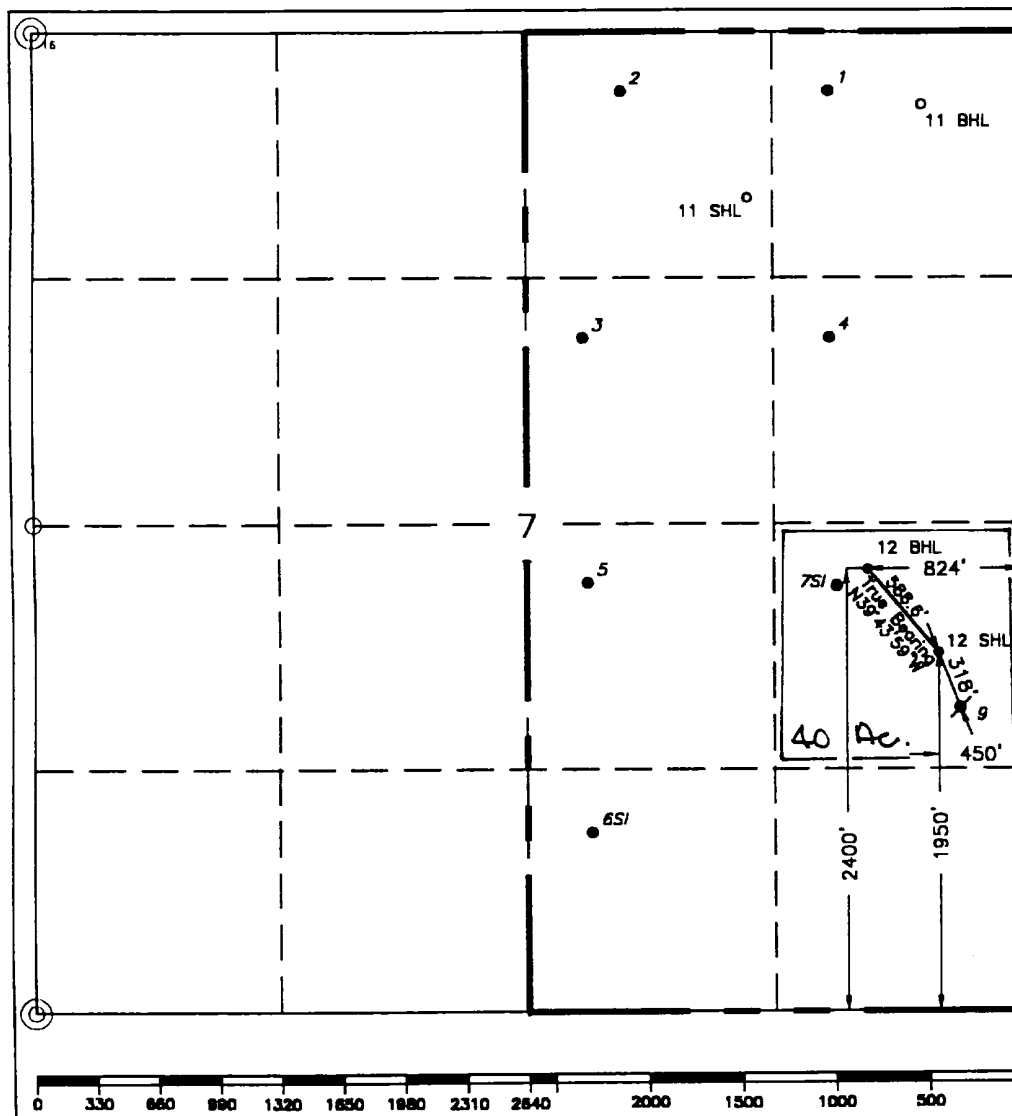 16
2
1
11 BHL
11 SHL
3
4
7
5
12 BHL
824'
7SI
588.6'
True Bearing
N39°43'59"W
12 SHL
318'
9
40 Ac.
450'
6SI
2400'
1950'
0 330 660 990 1320 1650 1980 2310 2640 2000 1500 1000 500